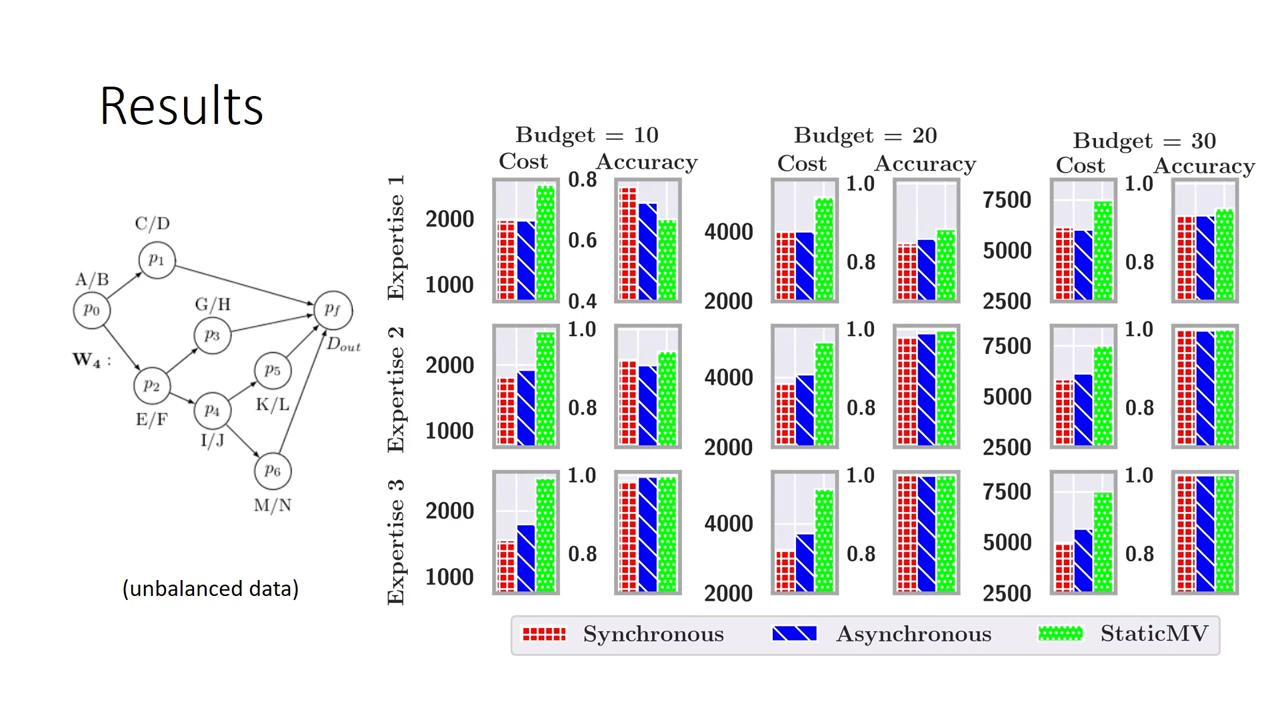 Results
C/D
p1
A/B
p0
G/H
p3
pf
Dout
W4 :
p2
E/F
p5
K/L
p4
I/J
p6
M/N
(unbalanced data)
Budget = 10
Cost Accuracy
Budget = 20
Cost Accuracy
Budget = 30
Cost Accuracy
Expertise 1
2000
1000
0.8
0.6
0.4
4000
2000
1.0
0.8
7500
5000
2500
1.0
0.8
Expertise 2
2000
1000
1.0
0.8
4000
2000
1.0
0.8
7500
5000
2500
1.0
0.8
Expertise 3
2000
1000
1.0
0.8
4000
2000
1.0
0.8
7500
5000
2500
1.0
0.8
Synchronous Asynchronous StaticMV